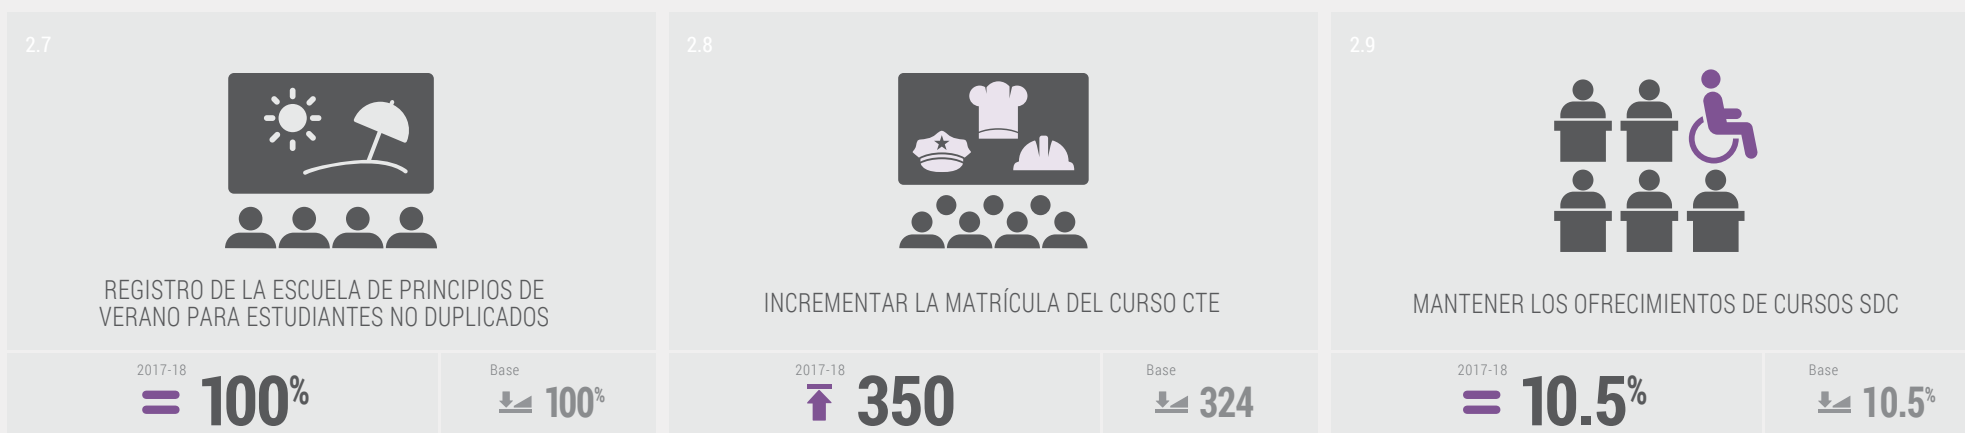 2.7
REGISTRO DE LA ESCUELA DE PRINCIPIOS DE
VERANO PARA ESTUDIANTES NO DUPLICADOS
2017-18
= 100%
Base
100%
2.8
INCREMENTAR LA MATRÍCULA DEL CURSO CTE
2017-18
350
Base
324
2.9
MANTENER LOS OFRECIMIENTOS DE CURSOS SDC
2017-18
= 10.5%
Base
10.5%